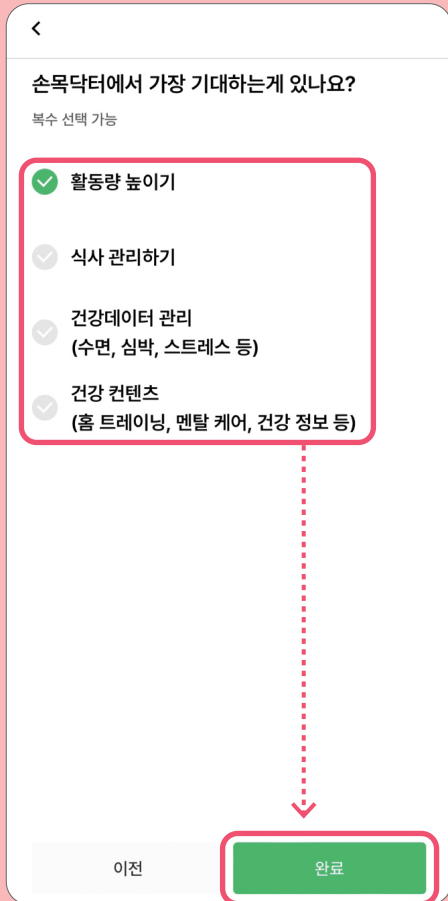 손목닥터에서 가장 기대하는게 있나요?
복수 선택 가능
활동량 높이기
식사 관리하기
건강데이터 관리
(수면, 심박, 스트레스 등)
건강 컨텐츠
(홈 트레이닝, 멘탈 케어, 건강 정보 등)
이전
완료